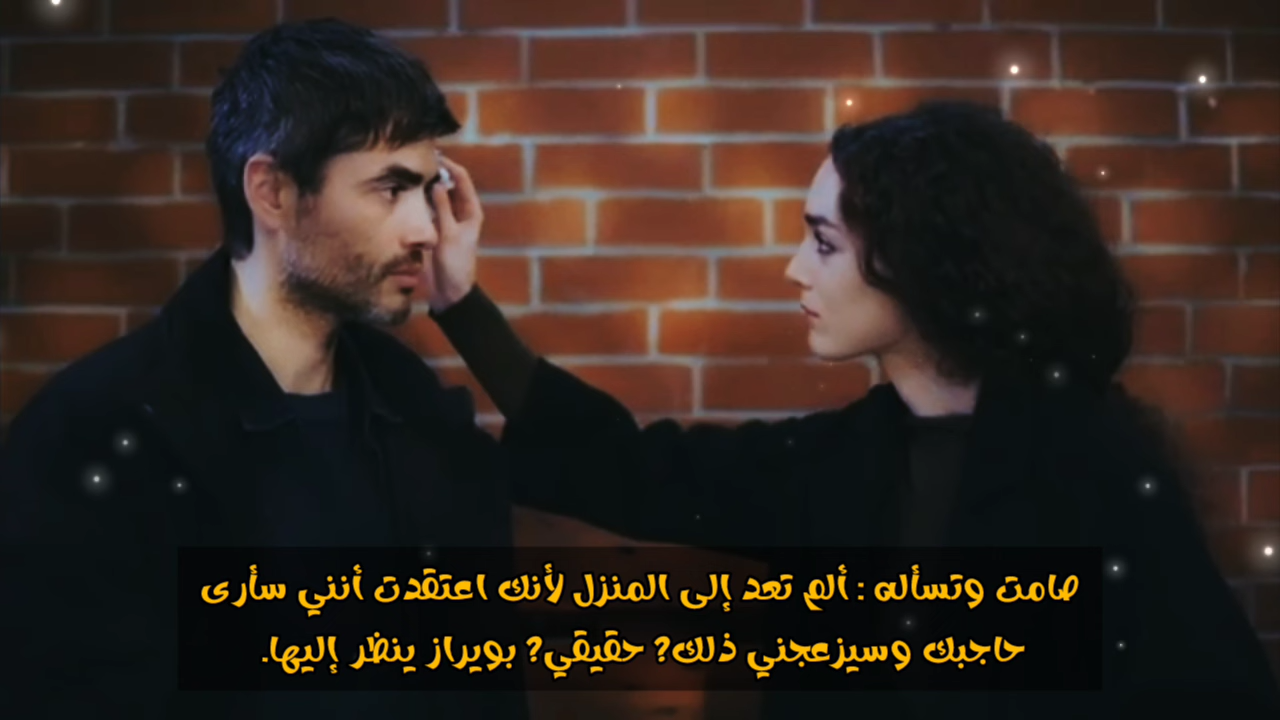 صامت وتسأله : ألم تعد إلى المنزل لأنك اعتقدت أنني سأرى
حاجبك وسيزعجني ذلك? حقيقي? بويراز ينظر إليها.